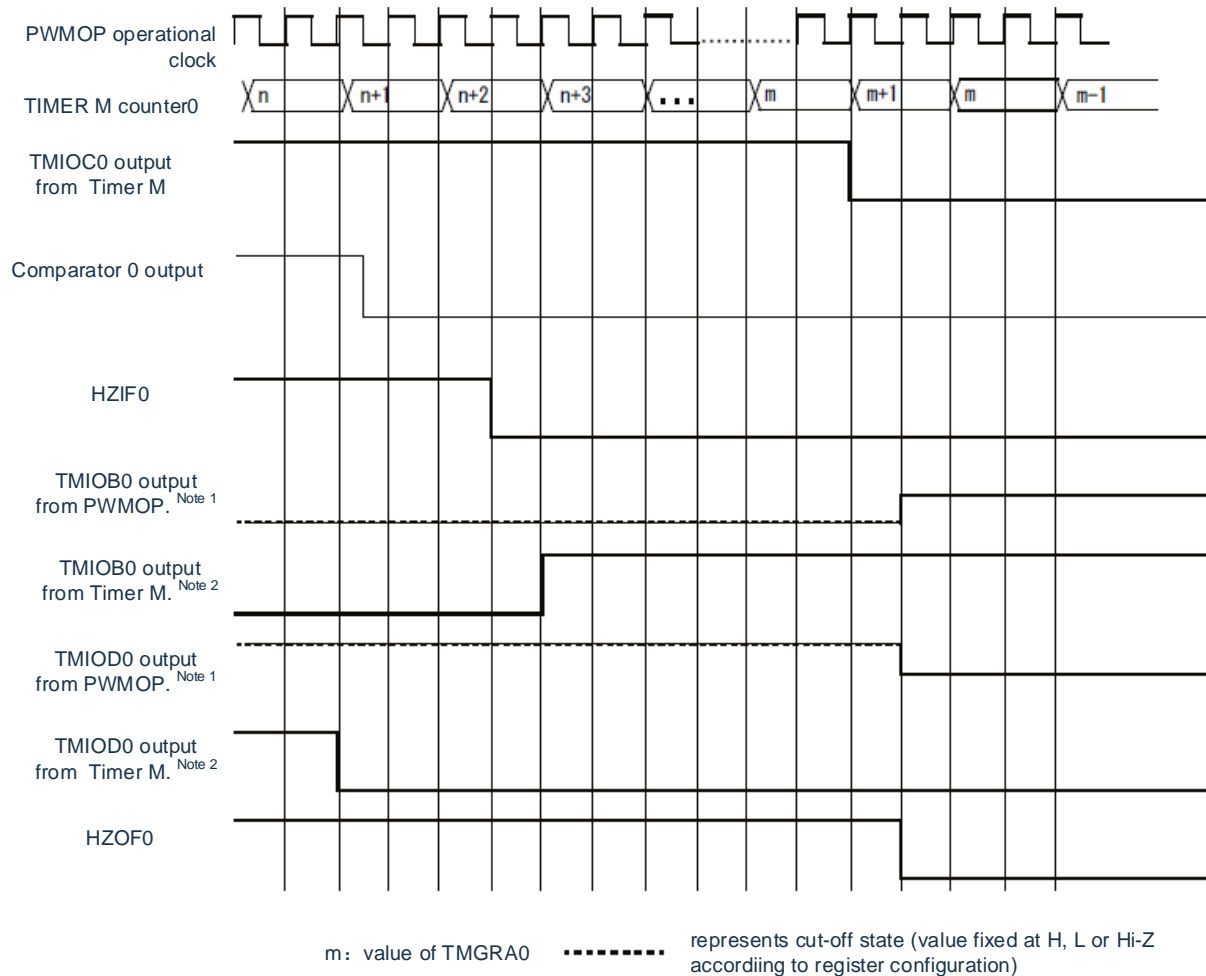 PWMOP operational
clock
TIMER M counter0
n
n+1
n+2
n+3
...
m
m+1
m
m-1
TMIOC0 output
from Timer M
Comparator 0 output
HZIF0
TMIOB0 output
from PWMOP. Note 1
TMIOB0 output
from Timer M. Note 2
TMIOD0 output
from PWMOP. Note 1
TMIOD0 output
from Timer M. Note 2
HZOF0
m: value of TMGRA0
represents cut-off state (value fixed at H, L or Hi-Z
accordiing to register configuration)